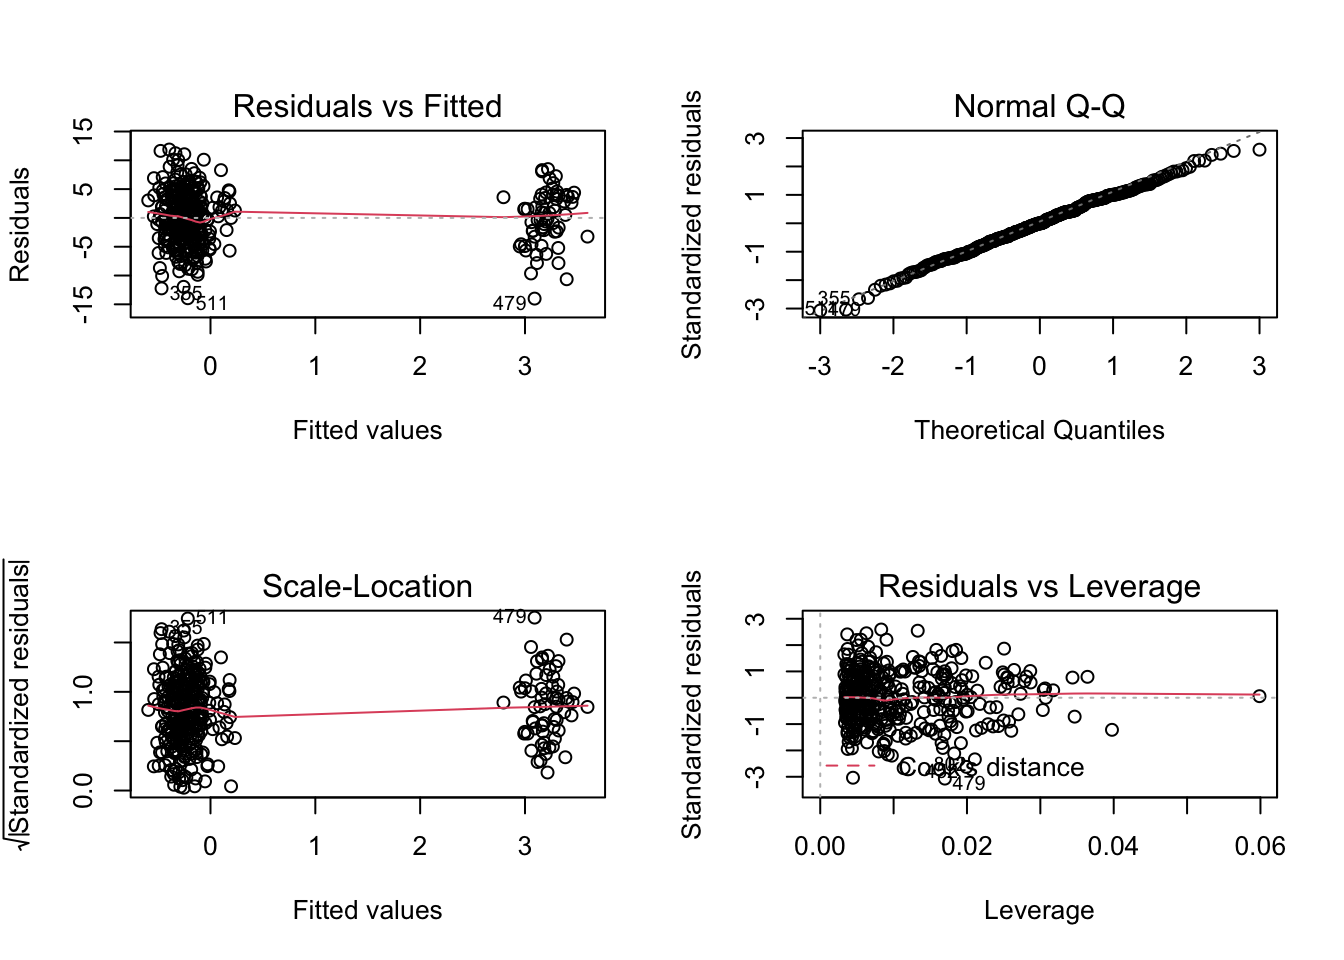 Residuals vs Fitted
Residuals
15
5
-5
-15
355
511
479
0 1 2 3
Fitted values
Normal Q-Q
Standardized residuals
3
1
-1
-3
355
-3 -2 -1 0 1 2 3
Theoretical Quantiles
Scale-Location
√|Standardized residuals|
1.0
0.0
511
355
479
0 1 2 3
Fitted values
Residuals vs Leverage
Standardized residuals
3
1
-1
-3
Cook's distance
479
0.00 0.02 0.04 0.06
Leverage